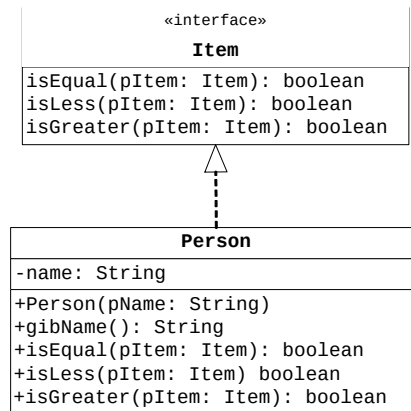 «interface»
Item
isEqual(pItem: Item): boolean
isLess(pItem: Item): boolean
isGreater(pItem: Item): boolean
Person
-name: String
+Person(pName: String)
+gibName(): String
+isEqual(pItem: Item): boolean
+isLess(pItem: Item) boolean
+isGreater(pItem: Item): boolean